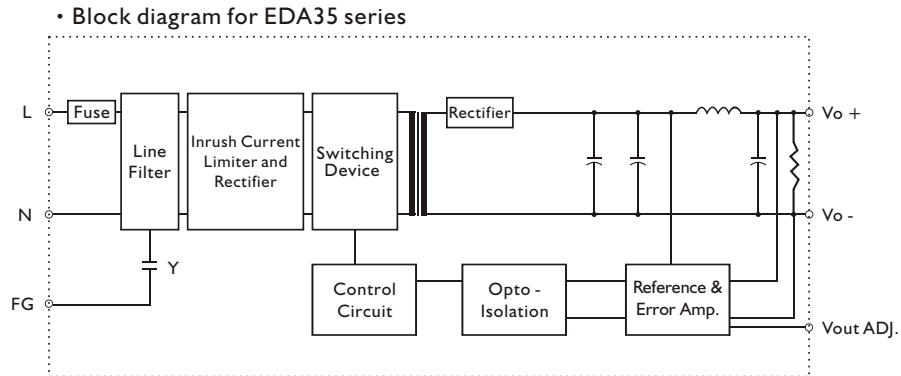 • Block diagram for EDA35 series
L
Fuse
Line
Filter
Inrush Current
Limiter and
Rectifier
Switching
Device
Rectifier
Vo +
N
Vo -
Y
FG
Control
Circuit
Opto -
Isolation
Reference &
Error Amp.
Vout ADJ.